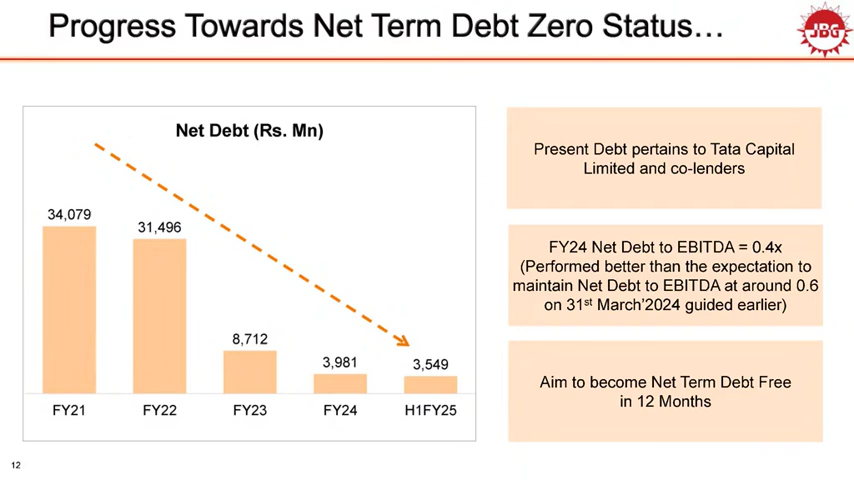 Progress Towards Net Term Debt Zero Status…
JBG
Net Debt (Rs. Mn)
34,079
31,496
8,712
3,981
3,549
FY21
FY22
FY23
FY24
H1FY25
Present Debt pertains to Tata Capital
Limited and co-lenders
FY24 Net Debt to EBITDA = 0.4x
(Performed better than the expectation to
maintain Net Debt to EBITDA at around 0.6
on 31st March’2024 guided earlier)
Aim to become Net Term Debt Free
in 12 Months
12